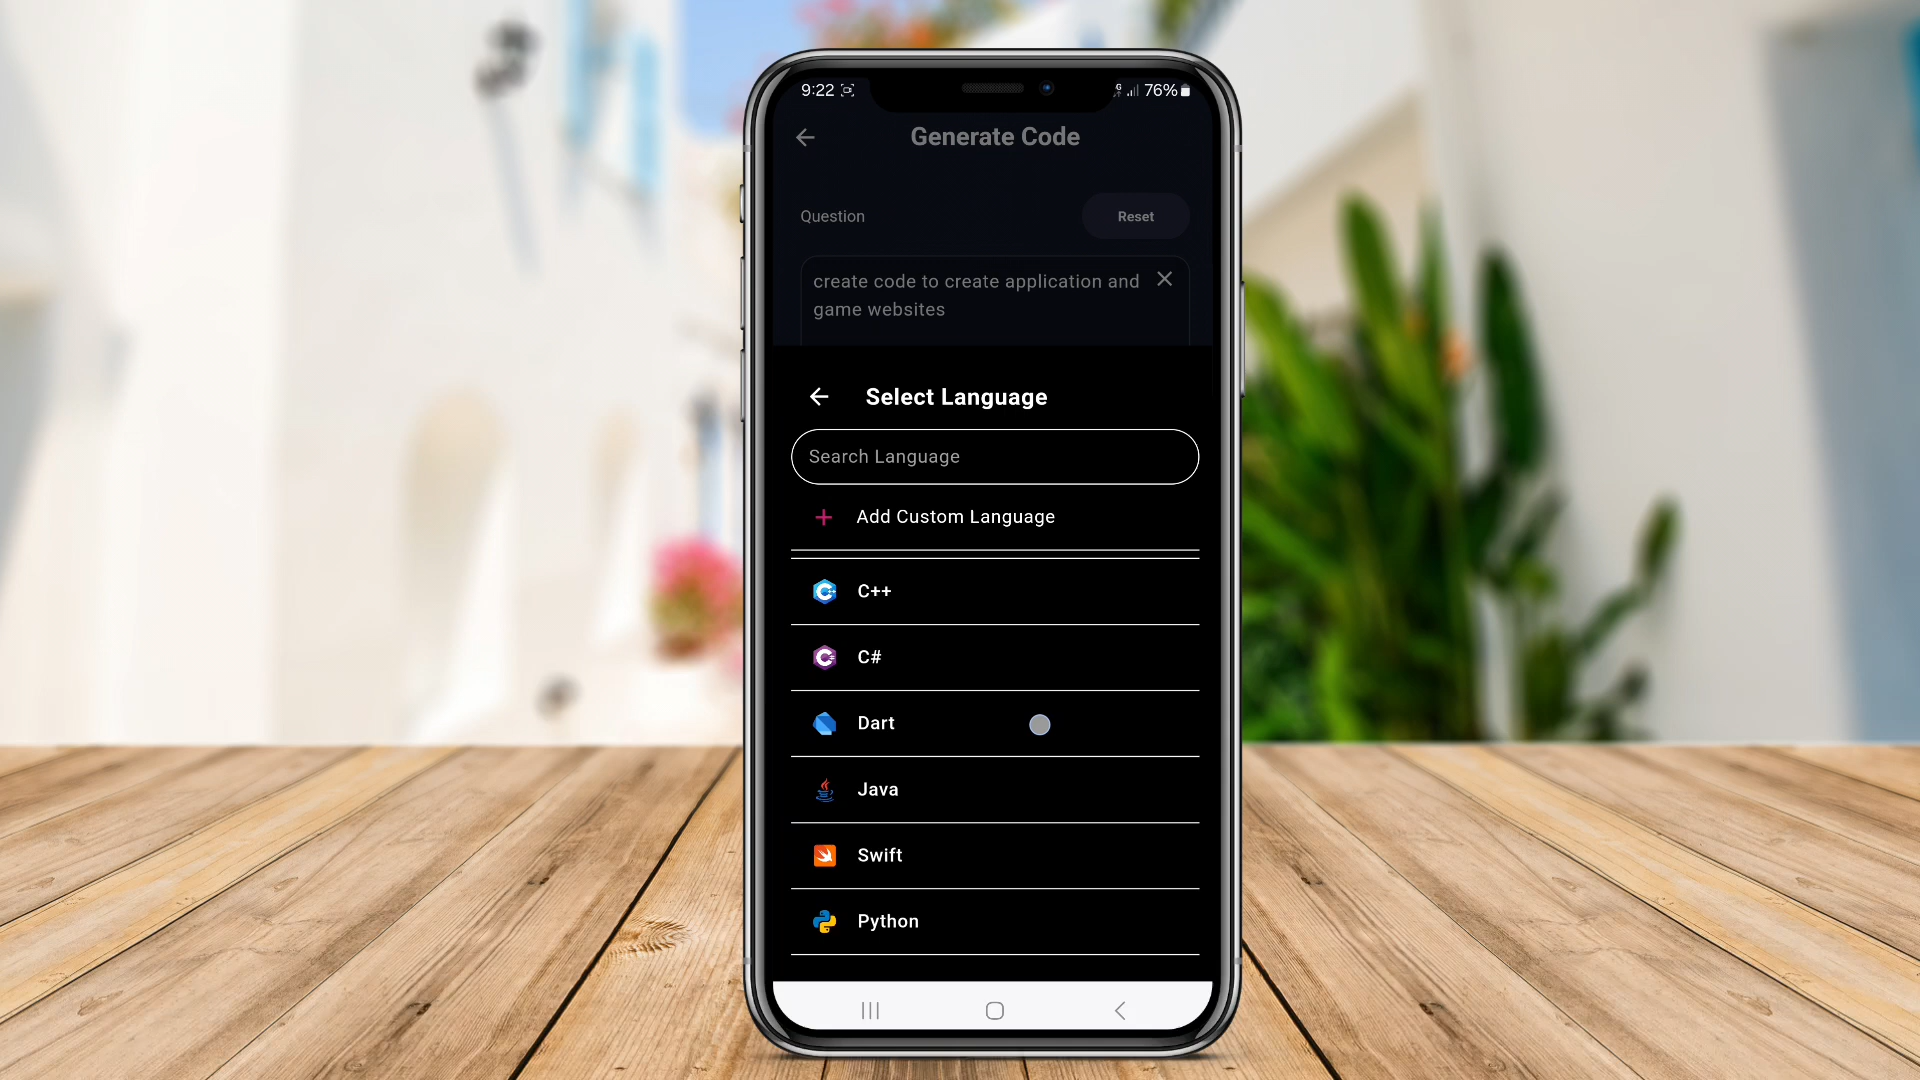 9:22
76%
Generate Code
Question
Reset
create code to create application and
game websites
Select Language
Search Language
Add Custom Language
C++
C#
Dart
Java
Swift
Python